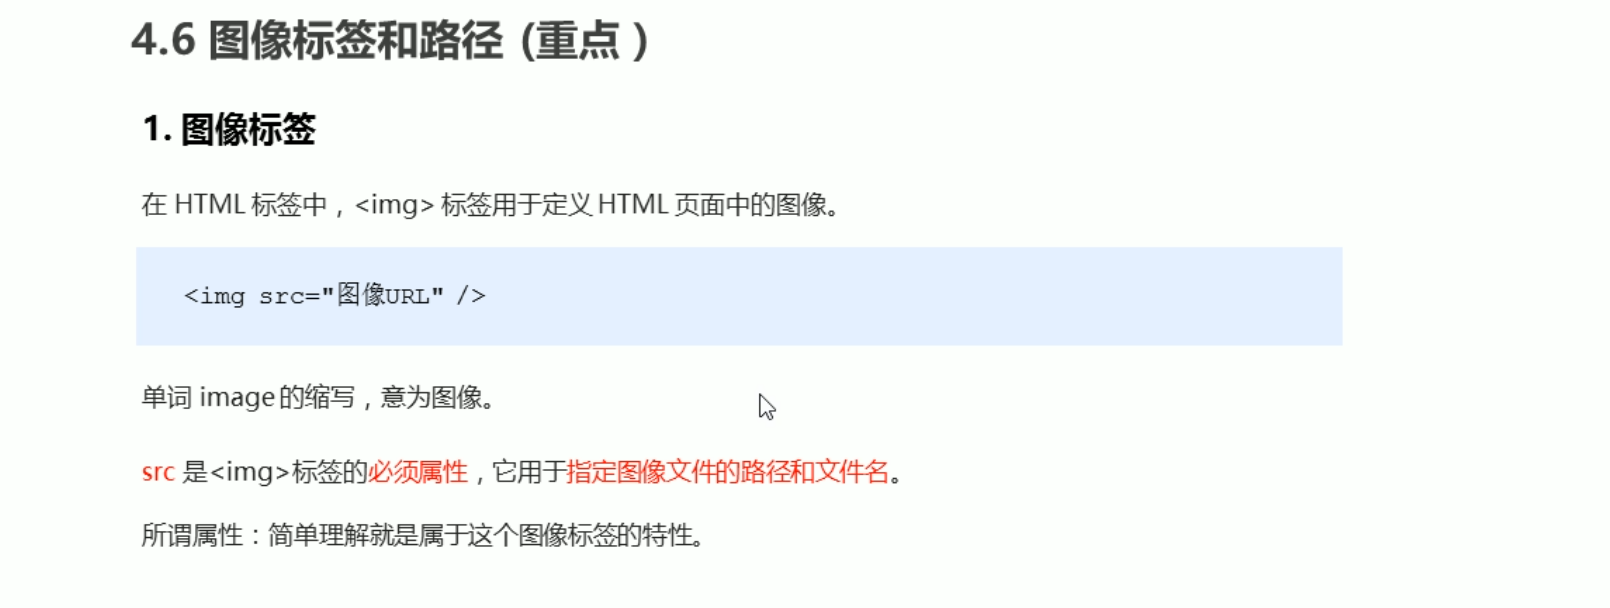 4.6 图像标签和路径 (重点）
1. 图像标签
在 HTML 标签中，<img> 标签用于定义 HTML 页面中的图像。
<img src="图像URL" />
单词 image 的缩写，意为图像。
src 是<img>标签的必须属性，它用于指定图像文件的路径和文件名。
所谓属性：简单理解就是属于这个图像标签的特性。